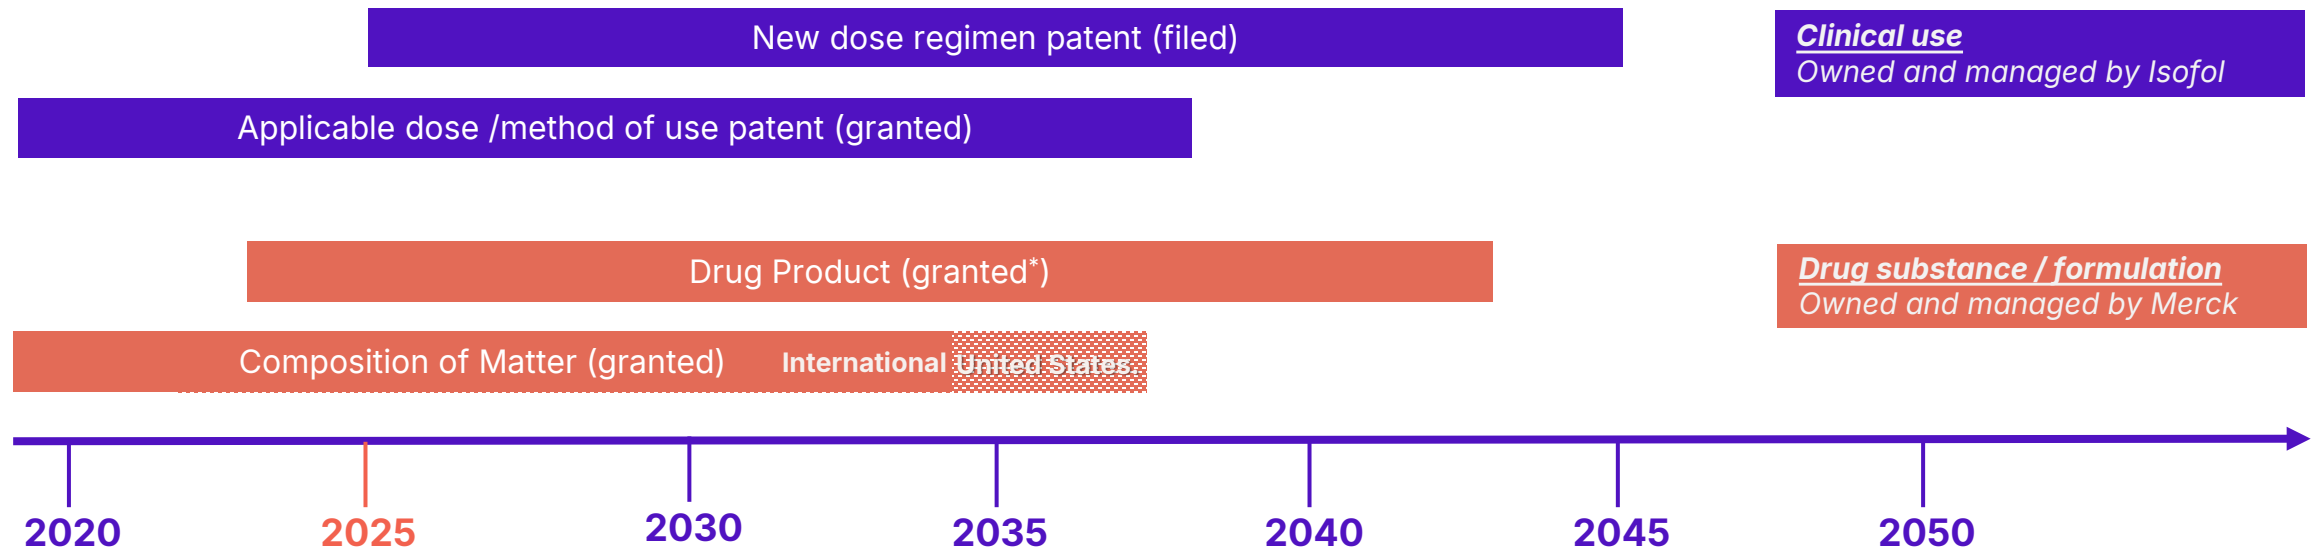 New dose regimen patent (filed)
Clinical use
Owned and managed by Isofol
Applicable dose /method of use patent (granted)
Drug Product (granted*)
Drug substance / formulation
Owned and managed by Merck
Composition of Matter (granted) International United States.
2020 2025 2030 2035 2040 2045 2050